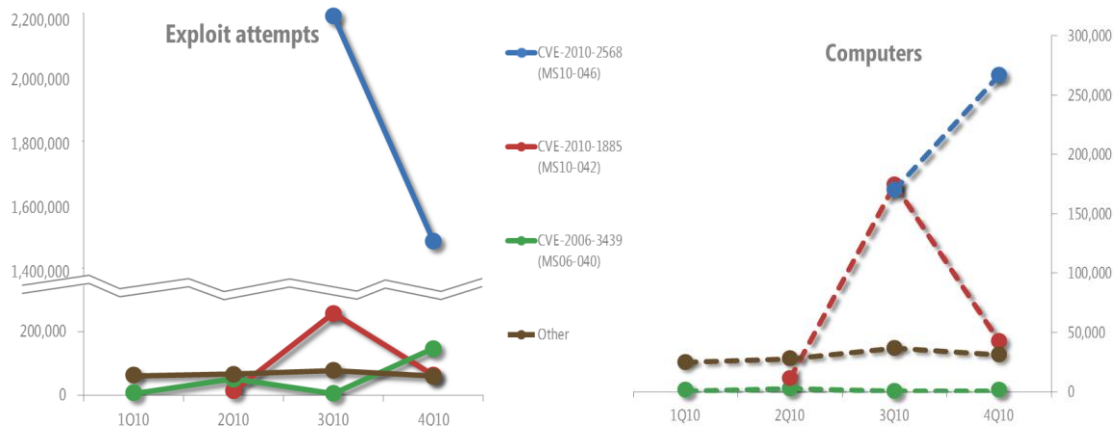 Exploit attempts
2,200,000
2,000,000
1,800,000
1,600,000
1,400,000
200,000
0
1Q10 2Q10 3Q10 4Q10
CVE-2010-2568
(MS10-046)
CVE-2010-1885
(MS10-042)
CVE-2006-3439
(MS06-040)
Other
Computers
300,000
250,000
200,000
150,000
100,000
50,000
0
1Q10 2Q10 3Q10 4Q10